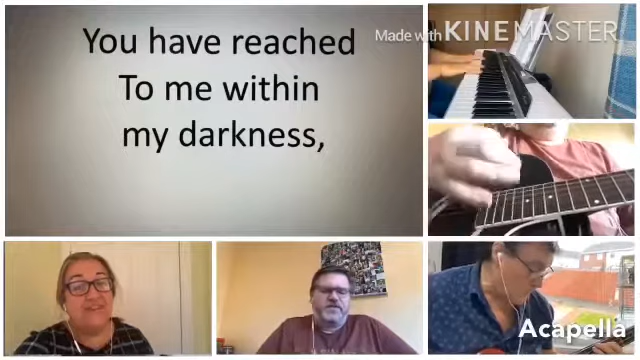 You have reached
To me within
my darkness,
Made with KINEMASTER
Acapella